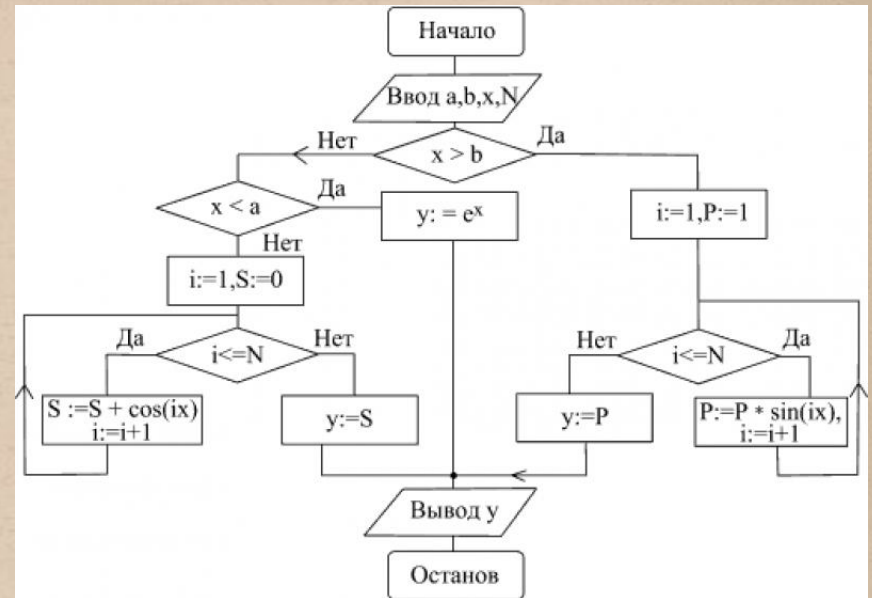 Начало
Ввод a,b,x,N
Нет
Да
x > b
Да
x < a
y: = eˣ
i:=1,P:=1
Нет
i:=1,S:=0
Да
Нет
i<=N
Нет
Да
i<=N
S :=S + cos(ix)
i:=i+1
y:=S
y:=P
P:=P * sin(ix),
i:=i+1
Вывод y
Останов